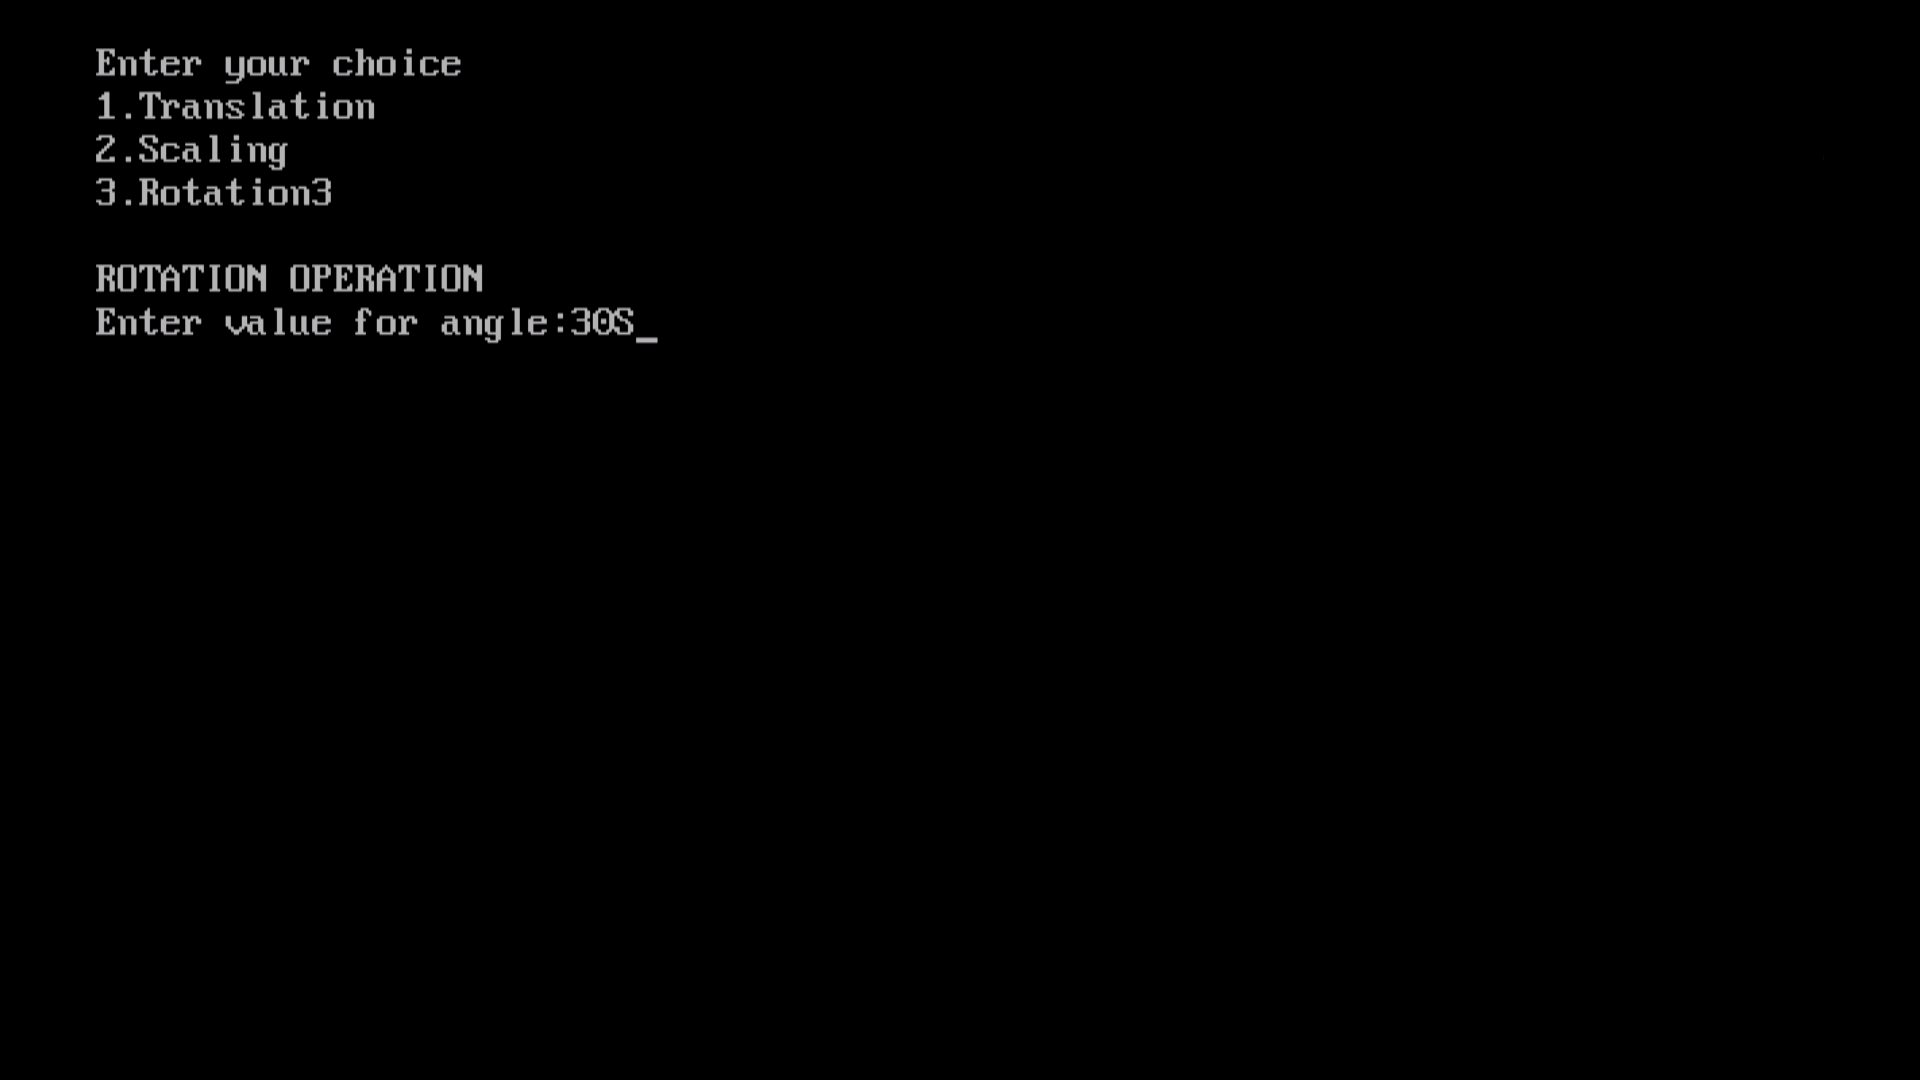 Enter your choice
1.Translation
2.Scaling
3.Rotation3
ROTATION OPERATION
Enter value for angle:30S_